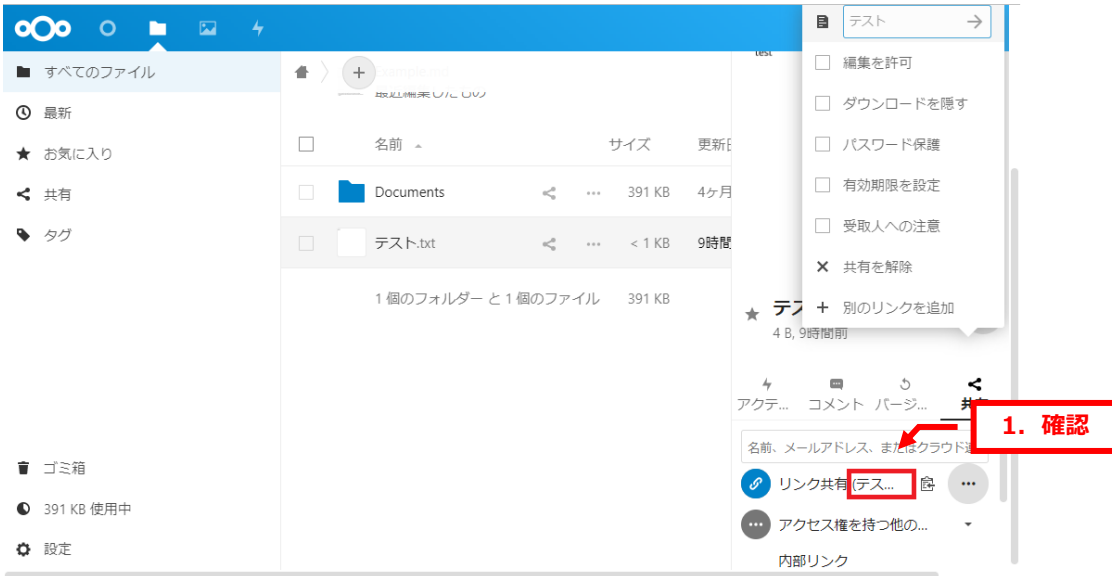 すべてのファイル
最新
お気に入り
共有
タグ
ゴミ箱
391 KB 使用中
設定
最近編集したもの
名前
サイズ
更新日
Documents
391 KB
4ヶ月
テスト.txt
< 1 KB
9時間
1 個のフォルダー と 1 個のファイル
391 KB
test
テスト
編集を許可
ダウンロードを隠す
パスワード保護
有効期限を設定
受取人への注意
共有を解除
別のリンクを追加
4 B, 9時間前
アクテ...
コメント
バージ...
共有
1. 確認
名前、メールアドレス、またはクラウド連
リンク共有 (テス...
アクセス権を持つ他の...
内部リンク